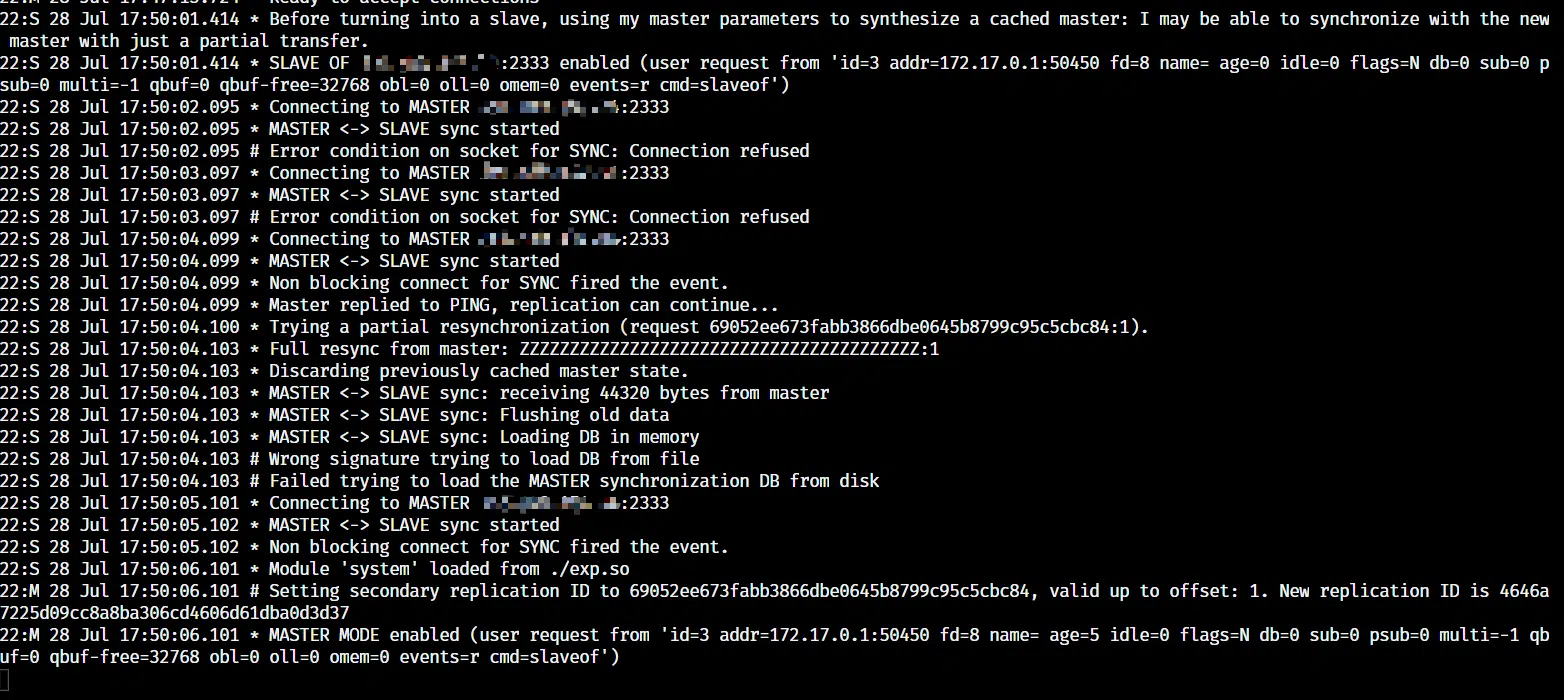 22:S 28 Jul 17:50:01.414 * Before turning into a slave, using my master parameters to synthesize a cached master: I may be able to synchronize with the new
master with just a partial transfer.
22:S 28 Jul 17:50:01.414 * SLAVE OF :2333 enabled (user request from 'id=3 addr=172.17.0.1:50450 fd=8 name= age=0 idle=0 flags=N db=0 sub=0 p
sub=0 multi=-1 qbuf=0 qbuf-free=32768 obl=0 oll=0 omem=0 events=r cmd=slaveof')
22:S 28 Jul 17:50:02.095 * Connecting to MASTER :2333
22:S 28 Jul 17:50:02.095 * MASTER <-> SLAVE sync started
22:S 28 Jul 17:50:02.095 # Error condition on socket for SYNC: Connection refused
22:S 28 Jul 17:50:03.097 * Connecting to MASTER :2333
22:S 28 Jul 17:50:03.097 * MASTER <-> SLAVE sync started
22:S 28 Jul 17:50:03.097 # Error condition on socket for SYNC: Connection refused
22:S 28 Jul 17:50:04.099 * Connecting to MASTER :2333
22:S 28 Jul 17:50:04.099 * MASTER <-> SLAVE sync started
22:S 28 Jul 17:50:04.099 * Non blocking connect for SYNC fired the event.
22:S 28 Jul 17:50:04.099 * Master replied to PING, replication can continue...
22:S 28 Jul 17:50:04.100 * Trying a partial resynchronization (request 69052ee673fabb3866dbe0645b8799c95c5cbc84:1).
22:S 28 Jul 17:50:04.103 * Full resync from master: ZZZZZZZZZZZZZZZZZZZZZZZZZZZZZZZZZZZZZZZZ:1
22:S 28 Jul 17:50:04.103 * Discarding previously cached master state.
22:S 28 Jul 17:50:04.103 * MASTER <-> SLAVE sync: receiving 44320 bytes from master
22:S 28 Jul 17:50:04.103 * MASTER <-> SLAVE sync: Flushing old data
22:S 28 Jul 17:50:04.103 * MASTER <-> SLAVE sync: Loading DB in memory
22:S 28 Jul 17:50:04.103 # Wrong signature trying to load DB from file
22:S 28 Jul 17:50:04.103 # Failed trying to load the MASTER synchronization DB from disk
22:S 28 Jul 17:50:05.101 * Connecting to MASTER :2333
22:S 28 Jul 17:50:05.102 * MASTER <-> SLAVE sync started
22:S 28 Jul 17:50:05.102 * Non blocking connect for SYNC fired the event.
22:S 28 Jul 17:50:06.101 * Module 'system' loaded from ./exp.so
22:M 28 Jul 17:50:06.101 # Setting secondary replication ID to 69052ee673fabb3866dbe0645b8799c95c5cbc84, valid up to offset: 1. New replication ID is 4646a
7225d09cc8a8ba306cd4606d61dba0d3d37
22:M 28 Jul 17:50:06.101 * MASTER MODE enabled (user request from 'id=3 addr=172.17.0.1:50450 fd=8 name= age=5 idle=0 flags=N db=0 sub=0 psub=0 multi=-1 qb
uf=0 qbuf-free=32768 obl=0 oll=0 omem=0 events=r cmd=slaveof')